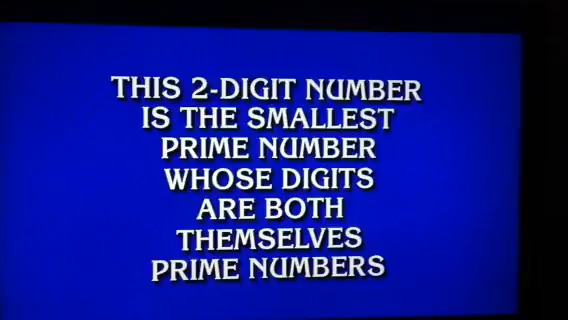 THIS 2-DIGIT NUMBER
IS THE SMALLEST
PRIME NUMBER
WHOSE DIGITS
ARE BOTH
THEMSELVES
PRIME NUMBERS